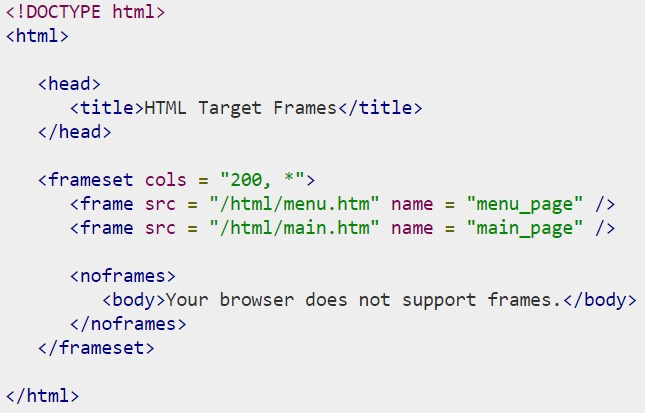 <!DOCTYPE html>
<html>
<head>
<title>HTML Target Frames</title>
</head>
<frameset cols = "200, *">
<frame src = "/html/menu.htm" name = "menu_page" />
<frame src = "/html/main.htm" name = "main_page" />
<noframes>
<body>Your browser does not support frames.</body>
</noframes>
</frameset>
</html>